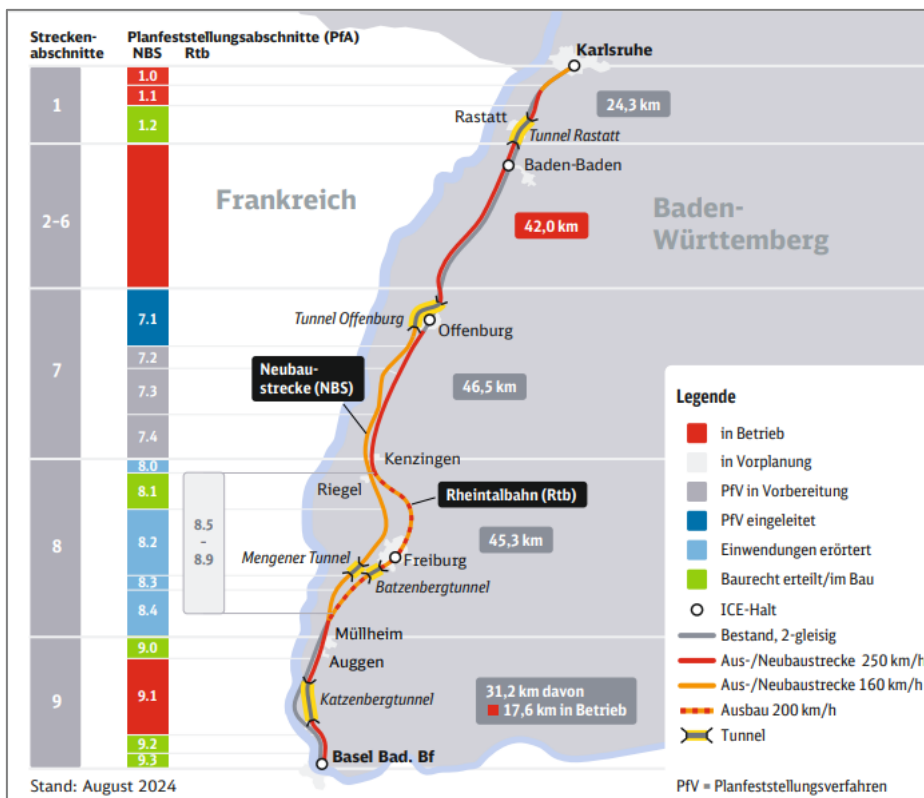 Strecken-
abschnitte
Planfeststellungsabschnitte (PfA)
NBS
Rtb
1
2-6
7
8
9
1.0
1.1
1.2
7.1
7.2
7.3
7.4
8.0
8.1
8.2
8.3
8.4
9.0
9.1
9.2
9.3
8.5
–
8.9
Karlsruhe
24,3 km
Rastatt
Tunnel Rastatt
Baden-Baden
Frankreich
Baden-
Württemberg
42,0 km
Tunnel Offenburg
Offenburg
Neubau-
strecke (NBS)
46,5 km
Kenzingen
Riegel
Rheintalbahn (Rtb)
45,3 km
Mengener Tunnel
Freiburg
Batzenbergtunnel
Müllheim
Auggen
Katzenbergtunnel
31,2 km davon
17,6 km in Betrieb
Basel Bad. Bf
Legende
in Betrieb
in Vorplanung
PfV in Vorbereitung
PfV eingeleitet
Einwendungen erörtert
Baurecht erteilt/im Bau
ICE-Halt
Bestand, 2-gleisig
Aus-/Neubaustrecke 250 km/h
Aus-/Neubaustrecke 160 km/h
Ausbau 200 km/h
Tunnel
Stand: August 2024
PfV = Planfeststellungsverfahren